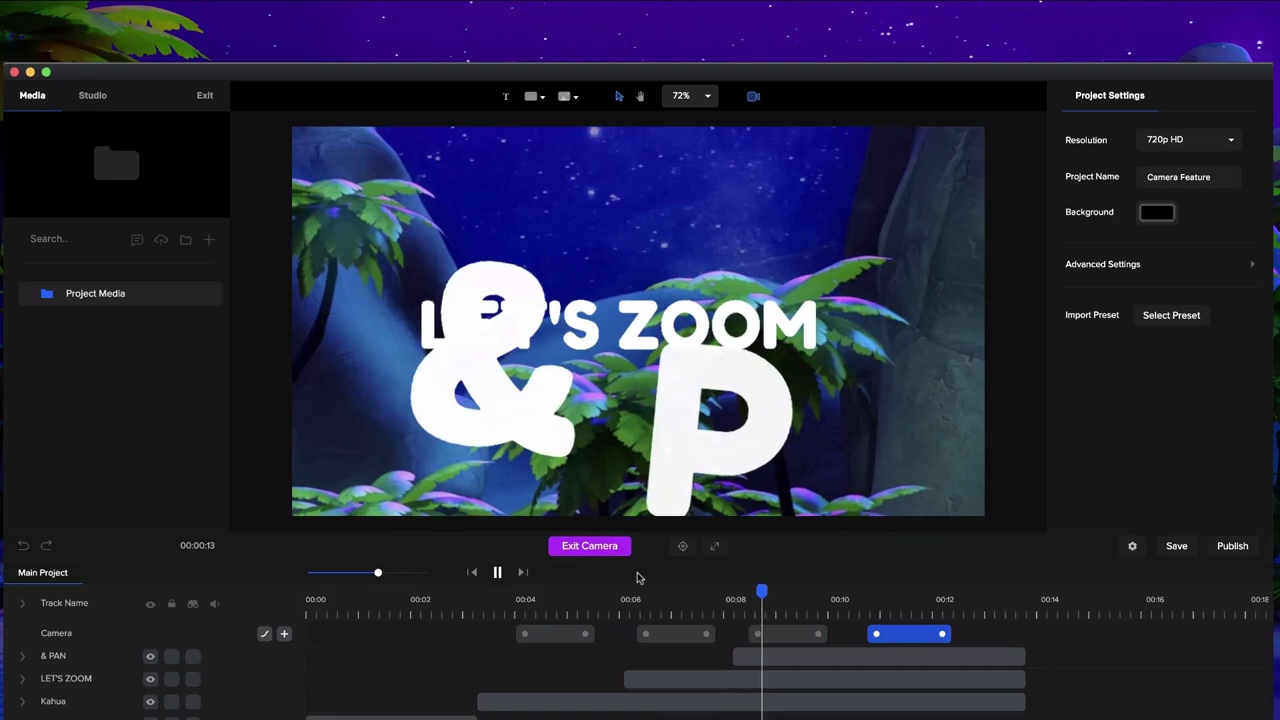 Media Studio Exit
T 72%
Project Settings
Resolution 720p HD
Project Name Camera Feature
Background
Advanced Settings
Import Preset Select Preset
Search..
Project Media
LET'S ZOOM
& P
00:00:13
Exit Camera
Save Publish
Main Project
Track Name
00:00 00:02 00:04 00:06 00:08 00:10 00:12 00:14 00:16 00:18
Camera
& PAN
LET'S ZOOM
Kahua